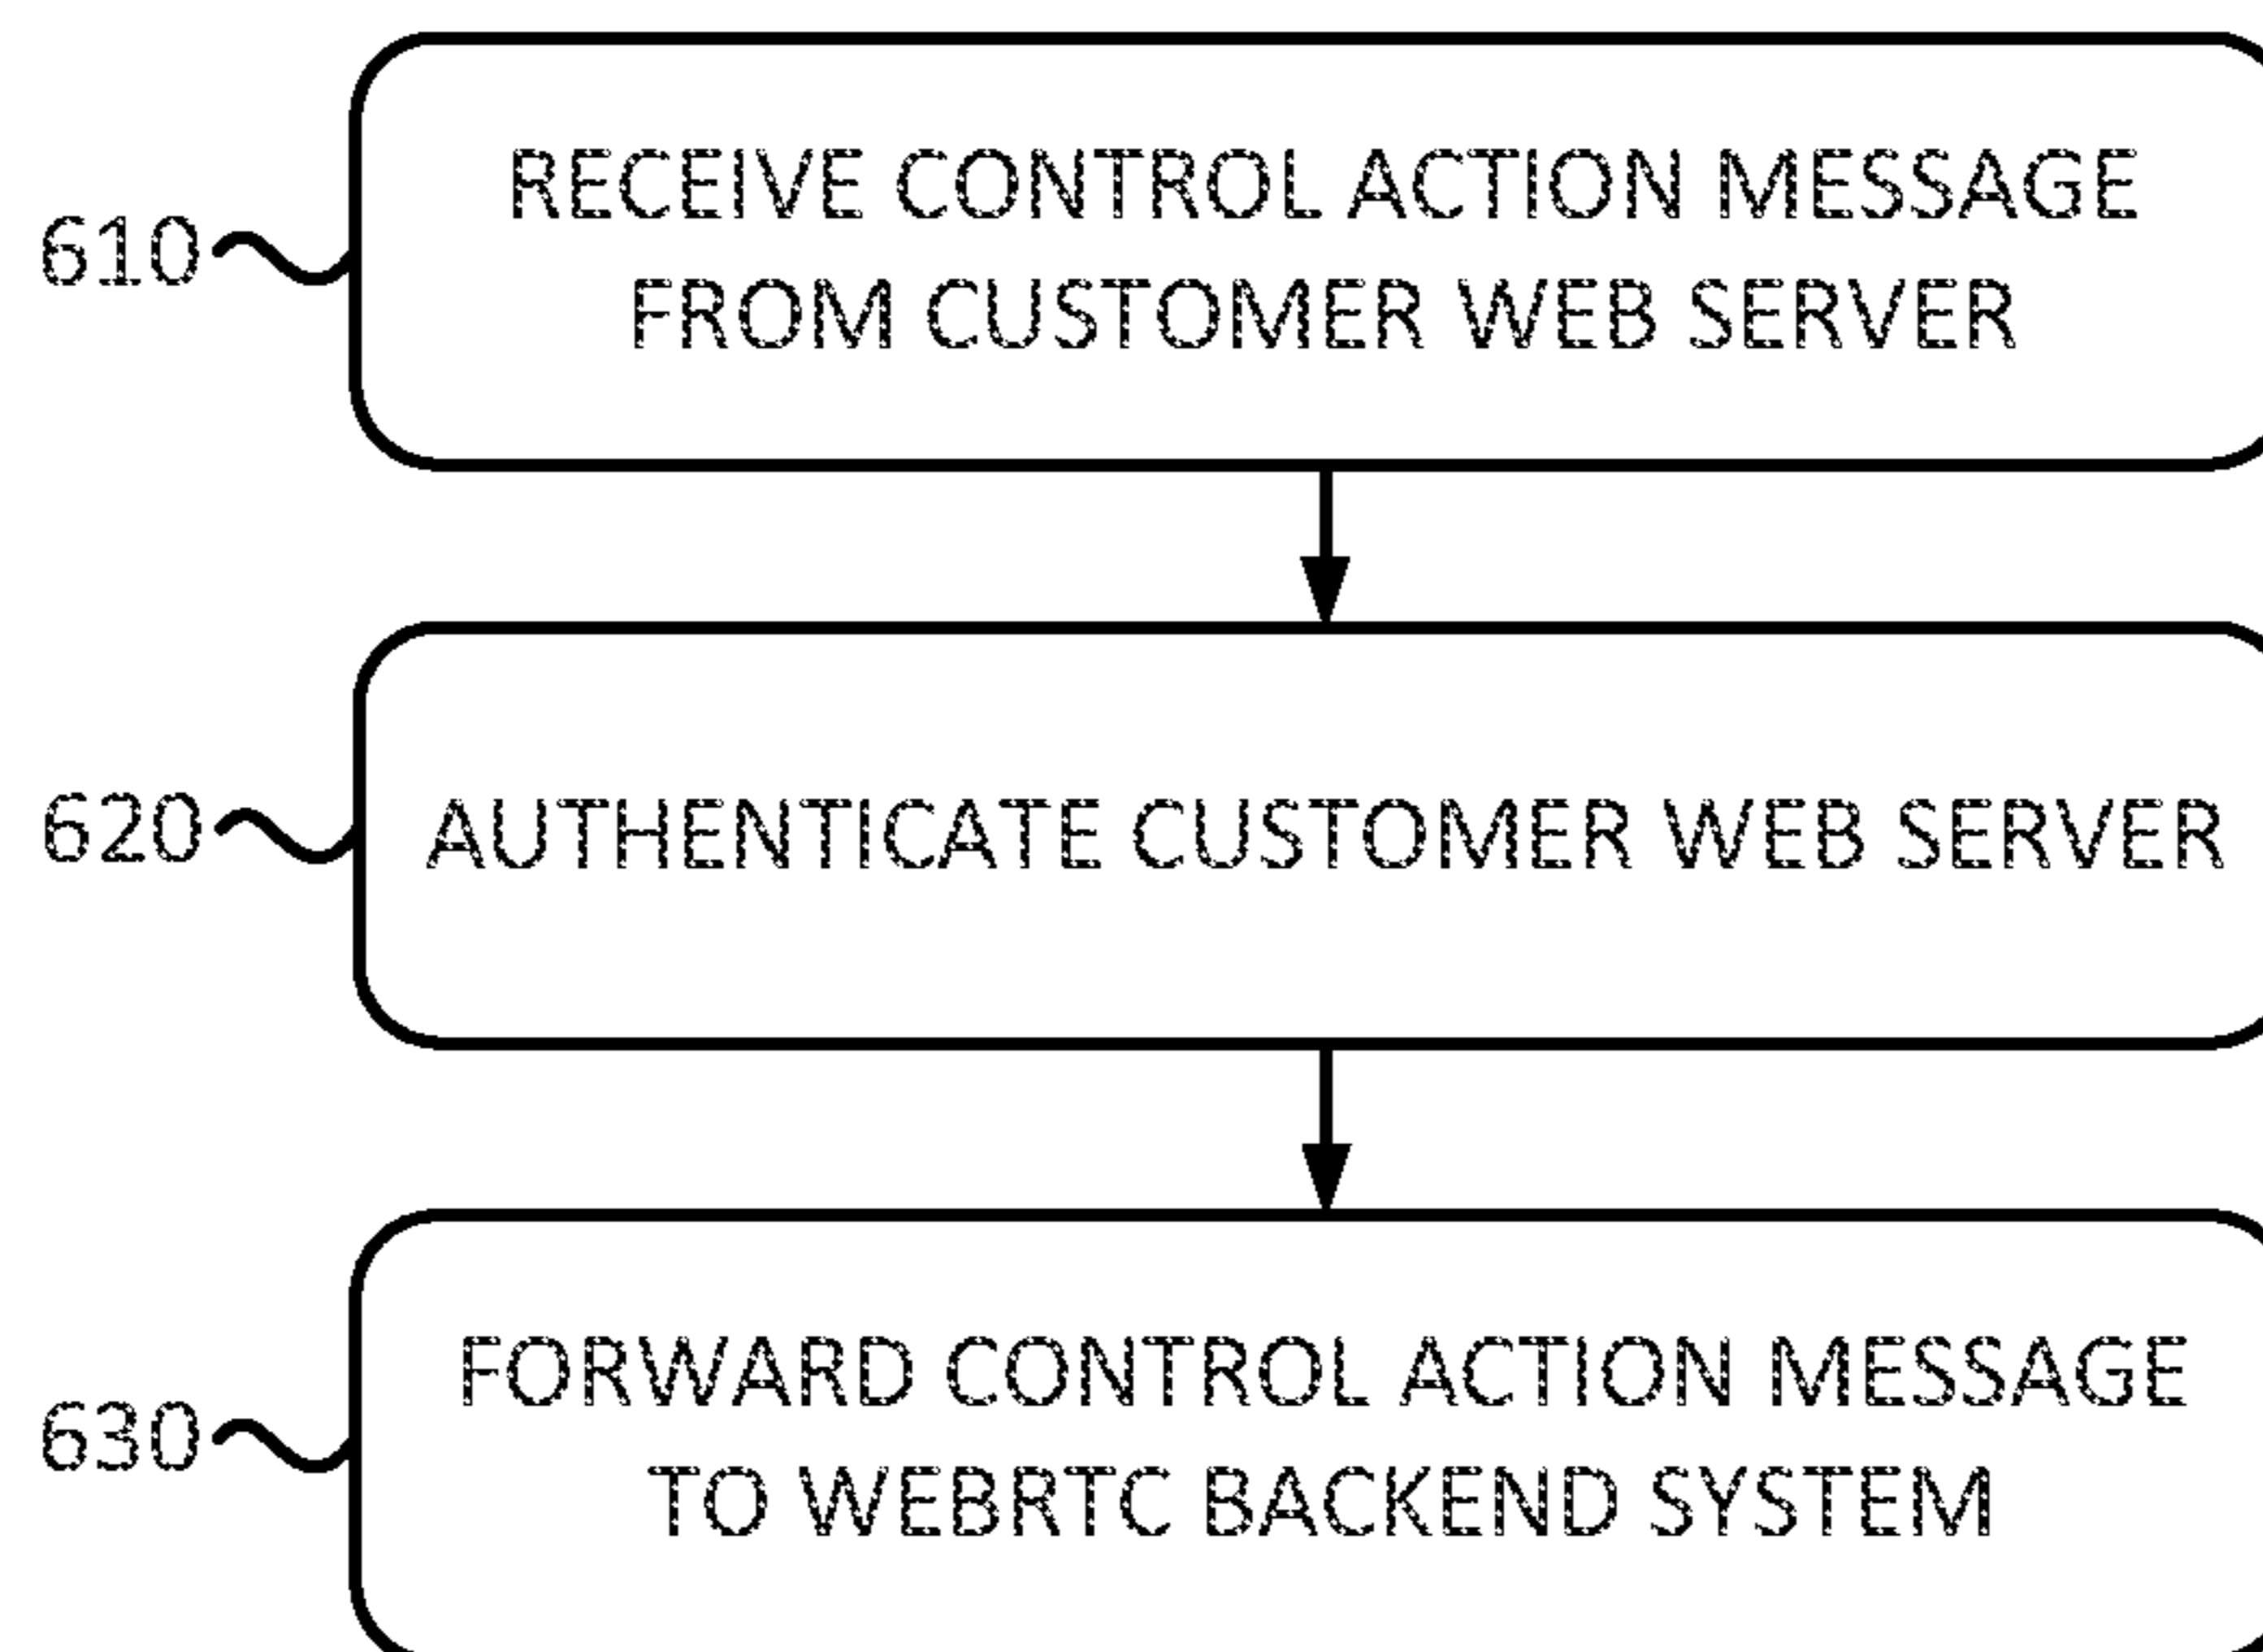 RECEIVE CONTROL ACTION MESSAGE
FROM CUSTOMER WEB SERVER
610
620
AUTHENTICATE CUSTOMER WEB SERVER
FORWARD CONTROL ACTION MESSAGE
630
TO WEBRTC BACKEND SYSTEM